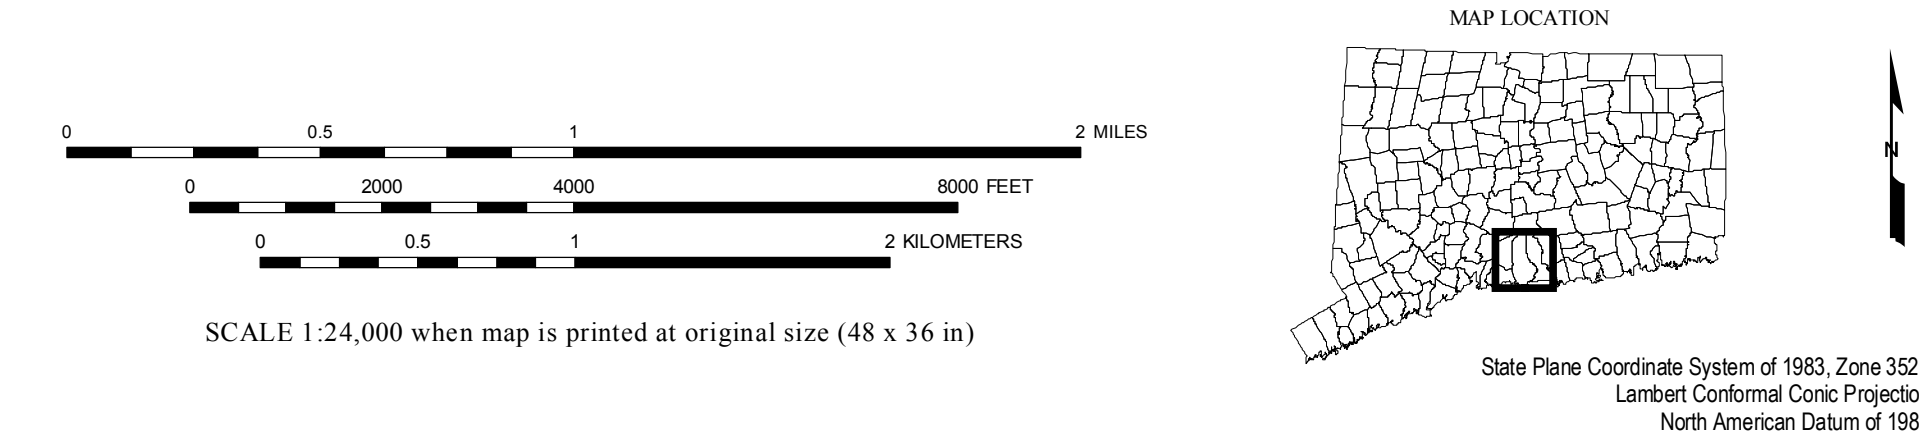 MAP LOCATION
0 0.5 1 2 MILES
0 2000 4000 8000 FEET
0 0.5 1 2 KILOMETERS
SCALE 1:24,000 when map is printed at original size (48 x 36 in)
N
State Plane Coordinate System of 1983, Zone 352
Lambert Conformal Conic Projectio
North American Datum of 198